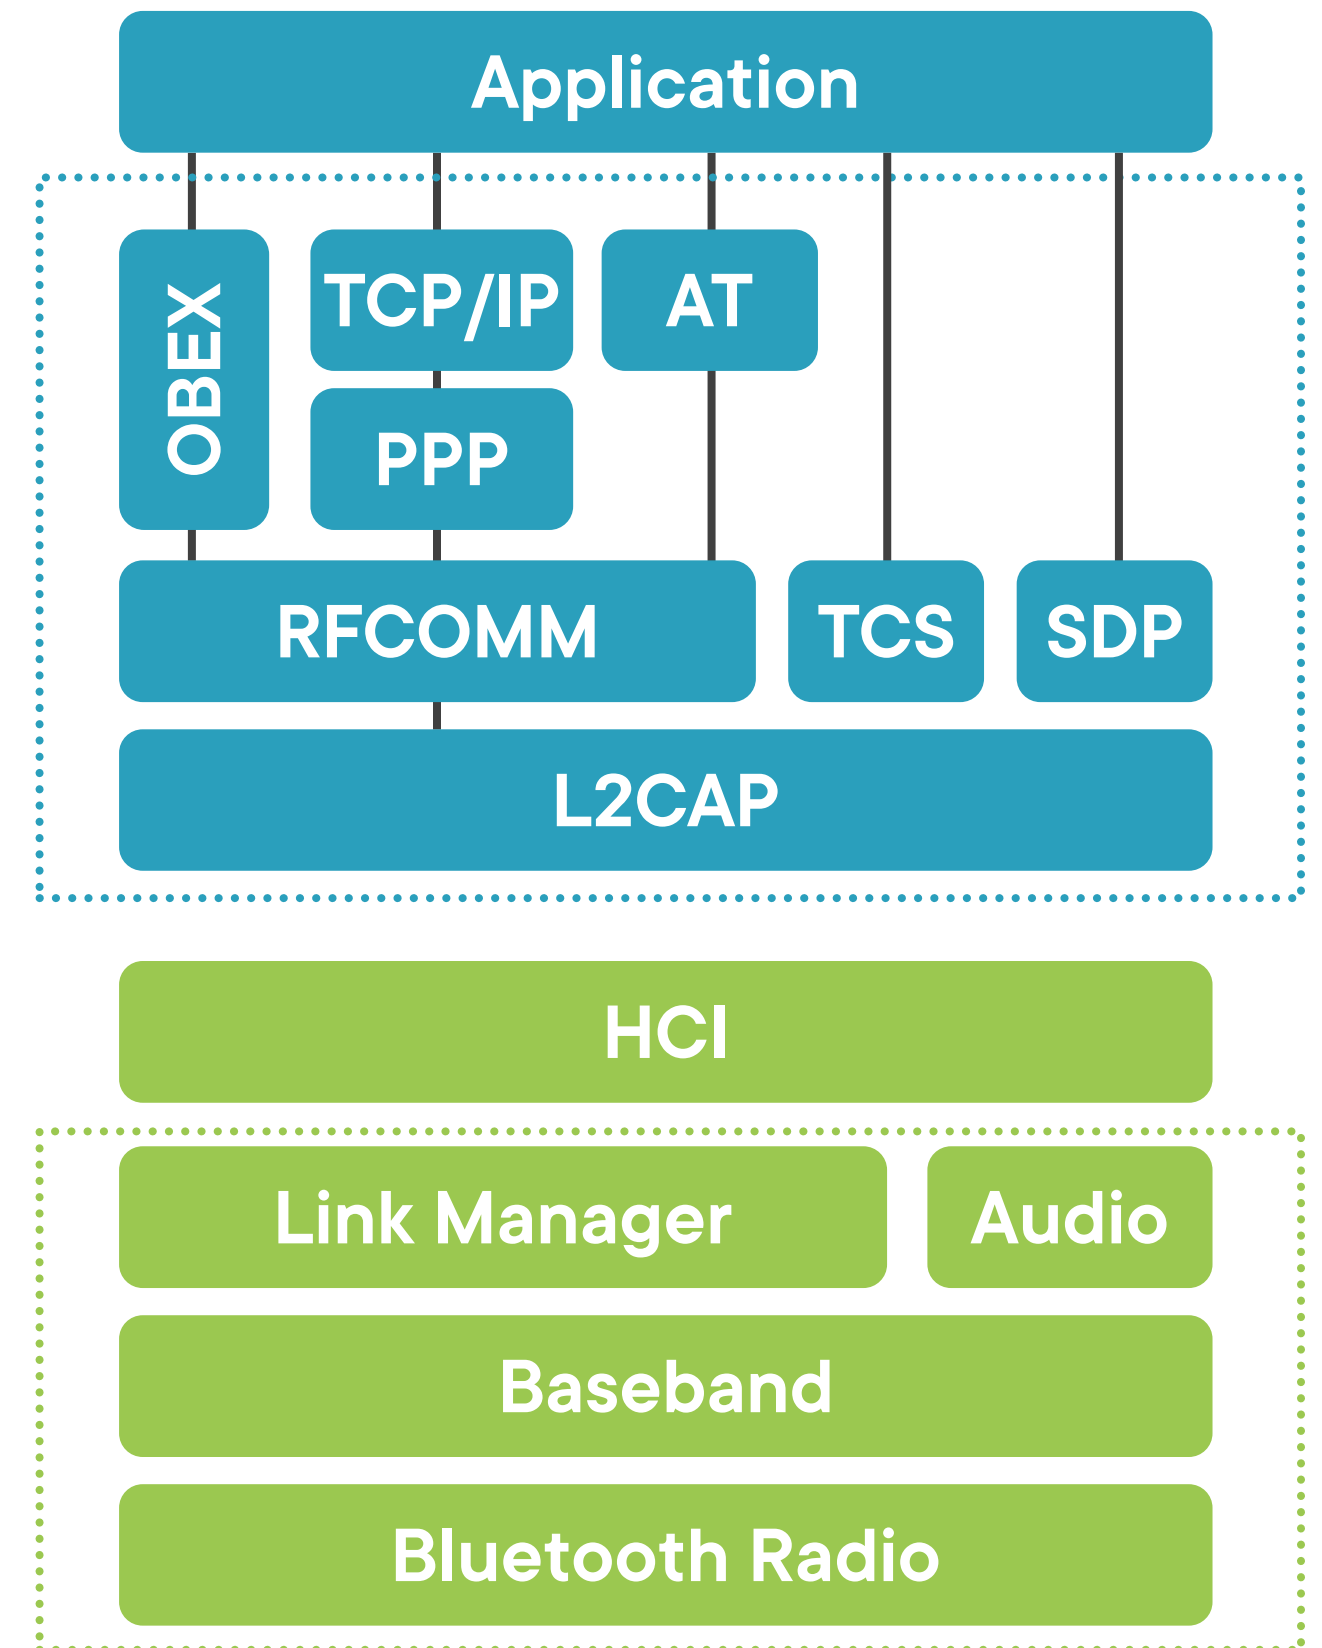 Application
OBEX
TCP/IP
AT
PPP
RFCOMM
TCS
SDP
L2CAP
HCI
Link Manager
Audio
Baseband
Bluetooth Radio